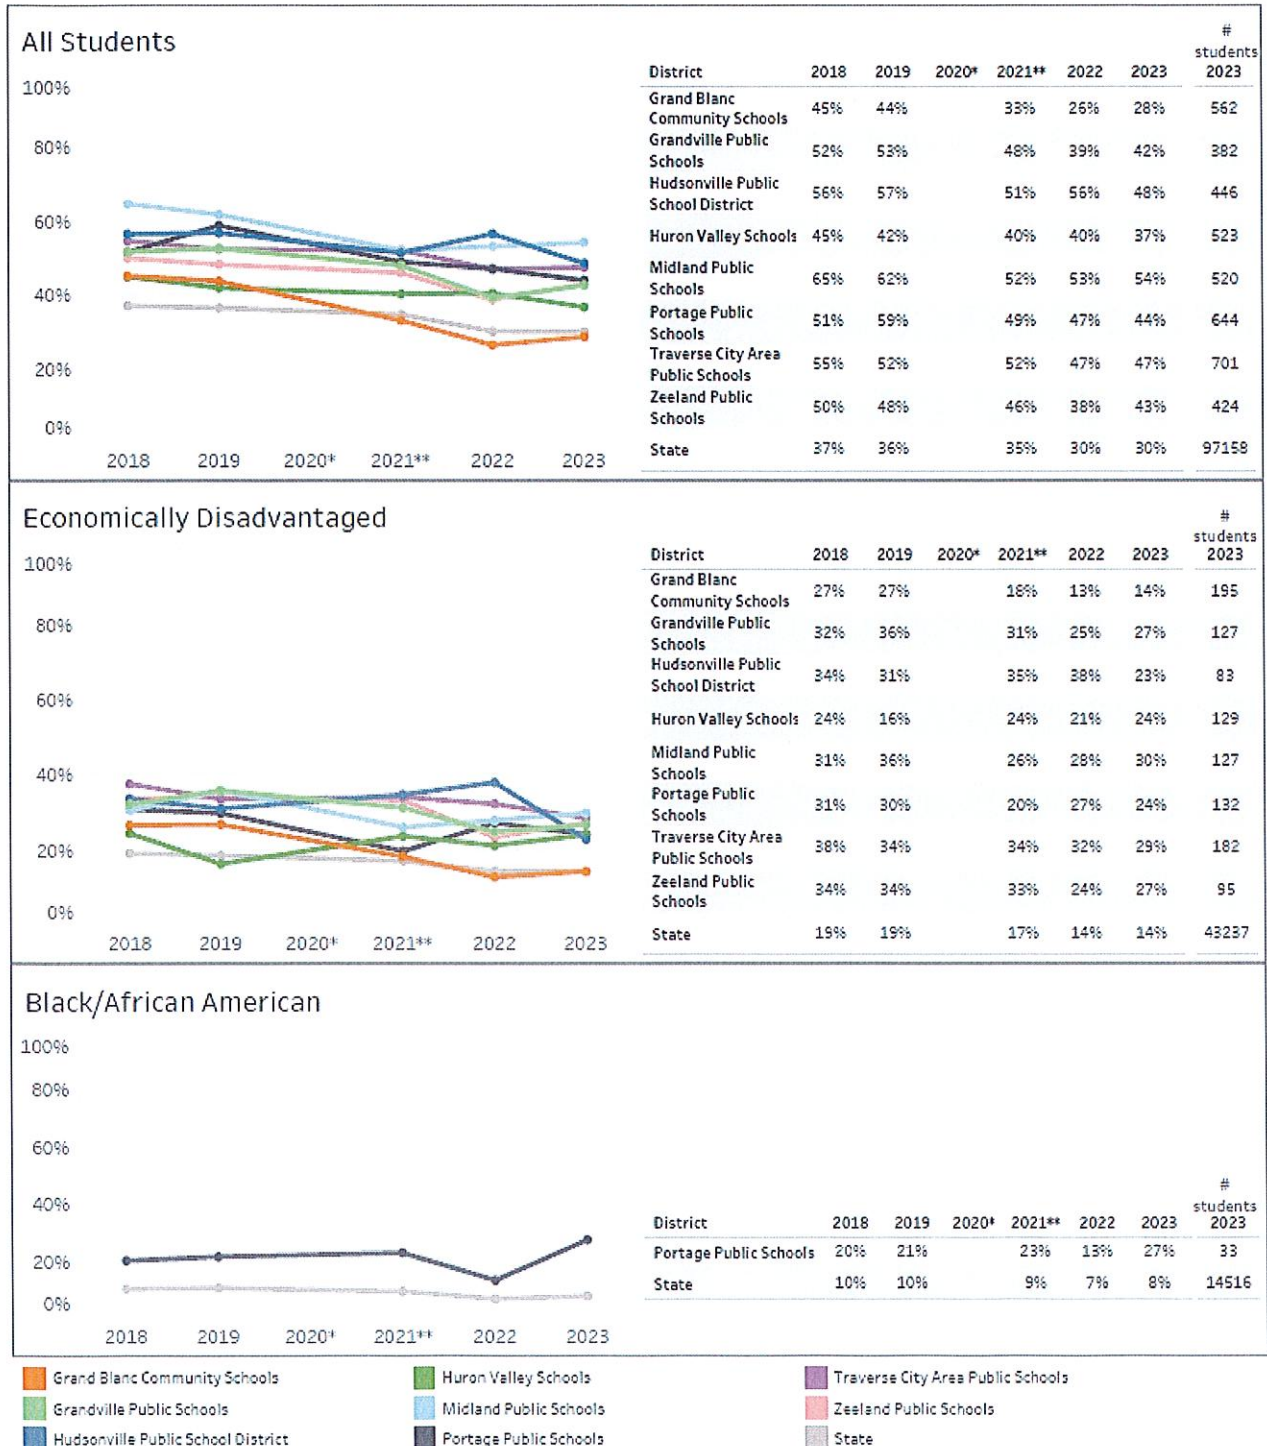 All Students
100%
80%
60%
40%
20%
0%
2018 2019 2020* 2021** 2022 2023
#
students
District 2018 2019 2020* 2021** 2022 2023 2023
Grand Blanc
Community Schools 45% 44% 33% 26% 28% 562
Grandville Public
Schools 52% 53% 48% 39% 42% 382
Hudsonville Public
School District 56% 57% 51% 56% 48% 446
Huron Valley Schools 45% 42% 40% 40% 37% 523
Midland Public
Schools 65% 62% 52% 53% 54% 520
Portage Public
Schools 51% 59% 49% 47% 44% 644
Traverse City Area
Public Schools 55% 52% 52% 47% 47% 701
Zeeland Public
Schools 50% 48% 46% 38% 43% 424
State 37% 36% 35% 30% 30% 97158
Economically Disadvantaged
100%
80%
60%
40%
20%
0%
2018 2019 2020* 2021** 2022 2023
#
students
District 2018 2019 2020* 2021** 2022 2023 2023
Grand Blanc
Community Schools 27% 27% 18% 13% 14% 195
Grandville Public
Schools 32% 36% 31% 25% 27% 127
Hudsonville Public
School District 34% 31% 35% 38% 23% 83
Huron Valley Schools 24% 16% 24% 21% 24% 129
Midland Public
Schools 31% 36% 26% 28% 30% 127
Portage Public
Schools 31% 30% 20% 27% 24% 132
Traverse City Area
Public Schools 38% 34% 34% 32% 29% 182
Zeeland Public
Schools 34% 34% 33% 24% 27% 95
State 19% 19% 17% 14% 14% 43237
Black/African American
100%
80%
60%
40%
20%
0%
2018 2019 2020* 2021** 2022 2023
#
students
District 2018 2019 2020* 2021** 2022 2023 2023
Portage Public Schools 20% 21% 23% 13% 27% 33
State 10% 10% 9% 7% 8% 14516
Grand Blanc Community Schools Huron Valley Schools Traverse City Area Public Schools
Grandville Public Schools Midland Public Schools Zeeland Public Schools
Hudsonville Public School District Portage Public Schools State